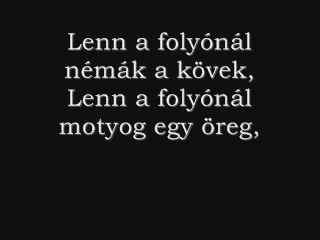 Lenn a folyónál
némák a kövek,
Lenn a folyónál
motyog egy öreg,